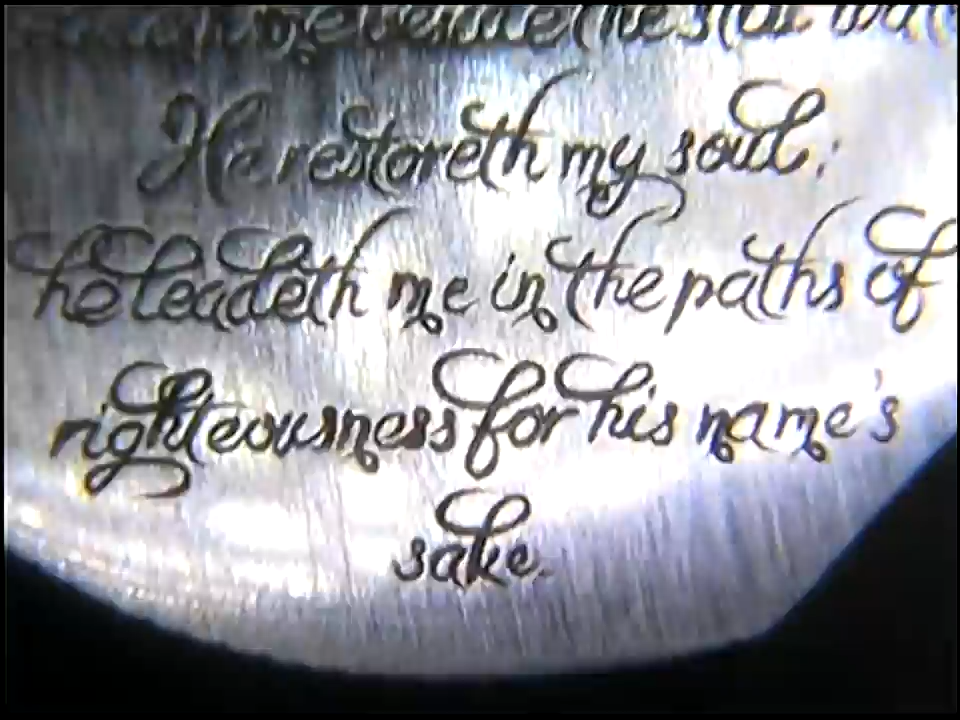 He restoreth my soul:
he leadeth me in the paths of
righteousness for his name's
sake.